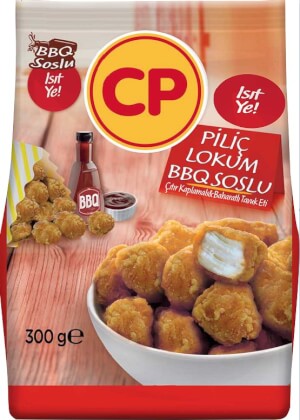 BBQ
Soslu
Isıt
Ye!
CP
Isıt
Ye!
PİLİÇ
LOKUM
BBQ SOSLU
Çıtır Kaplamalı&Baharatlı Tavuk Eti
BBQ
300 g℮